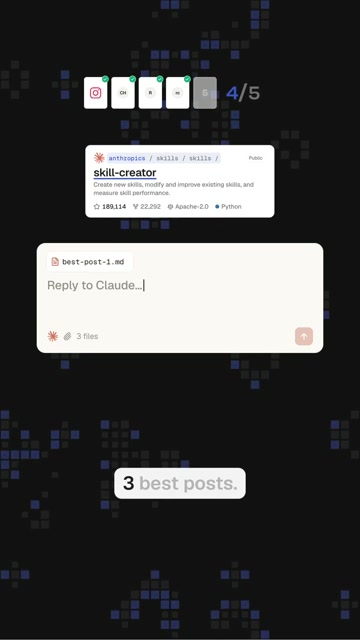 CH
R
ni
S
4/5
anthropics / skills / skills /
Public
skill-creator
Create new skills, modify and improve existing skills, and
measure skill performance.
189,114
22,292
Apache-2.0
Python
best-post-1.md
Reply to Claude...
3 files
3 best posts.